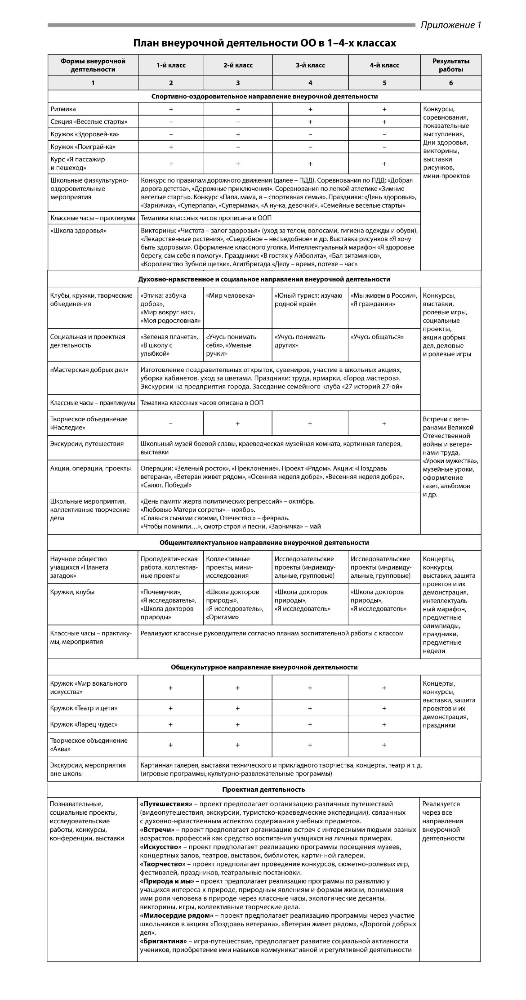 Приложение 1
План внеурочной деятельности ОО в 1–4-х классах
Формы внеурочной
деятельности
1-й класс
2-й класс
3-й класс
4-й класс
Результаты
работы
1
2
3
4
5
6
Спортивно-оздоровительное направление внеурочной деятельности
Ритмика
+
+
+
+
Секция «Веселые старты»
–
–
+
+
Кружок «Здоровей-ка»
–
+
–
–
Кружок «Поиграй-ка»
+
–
–
–
Курс «Я пассажир
и пешеход»
+
+
+
+
Школьные физкультурно-
оздоровительные
мероприятия
Конкурс по правилам дорожного движения (далее – ПДД). Соревнования по ПДД: «Добрая
дорога детства», «Дорожные приключения». Соревнования по легкой атлетике «Зимние
веселые старты». Конкурс «Папа, мама, я – спортивная семья». Праздники: «День здоровья»,
«Зарничка», «Суперпапа», «Супермама», «А ну-ка, девочки!», «Семейные веселые старты»
Классные часы – практикумы
Тематика классных часов прописана в ООП
«Школа здоровья»
Викторины: «Чистота – залог здоровья» (уход за телом, волосами, гигиена одежды и обуви),
«Лекарственные растения», «Съедобное – несъедобное» и др. Выставка рисунков «Я хочу
быть здоровым». Оформление классного уголка. Интеллектуальный марафон «Я здоровье
берегу, сам себе я помогу». Праздники: «В гостях у Айболита», «Бал витаминов»,
«Королевство Зубной щетки». Агитбригада «Делу – время, потехе – час»
Конкурсы,
соревнования,
показательные
выступления,
Дни здоровья,
викторины,
выставки
рисунков,
мини-проектов
Духовно-нравственное и социальное направления внеурочной деятельности
Клубы, кружки, творческие
объединения
«Этика: азбука
добра»,
«Мир вокруг нас»,
«Моя родословная»
«Мир человека»
«Юный турист: изучаю
родной край»
«Мы живем в России»,
«Я гражданин»
Социальная и проектная
деятельность
«Зеленая планета»,
«В школу с
улыбкой»
«Учусь понимать
себя», «Умелые
ручки»
«Учусь понимать
других»
«Учусь общаться»
«Мастерская добрых дел»
Изготовление поздравительных открыток, сувениров, участие в школьных акциях,
уборка кабинетов, уход за цветами. Праздники: труда, ярмарки, «Город мастеров».
Экскурсии на предприятия города. Заседание семейного клуба «27 историй 27-ой»
Классные часы – практикумы
Тематика классных часов описана в ООП
Конкурсы,
выставки,
ролевые игры,
социальные
проекты,
акции добрых
дел, деловые
и ролевые игры
Творческое объединение
«Наследие»
–
+
+
+
Экскурсии, путешествия
Школьный музей боевой славы, краеведческая музейная комната, картинная галерея,
выставки
Акции, операции, проекты
Операции: «Зеленый росток», «Преклонение». Проект «Рядом». Акции: «Поздравь
ветерана», «Ветеран живет рядом», «Осенняя неделя добра», «Весенняя неделя добра»,
«Салют, Победа!»
Школьные мероприятия,
коллективные творческие
дела
«День памяти жертв политических репрессий» – октябрь.
«Любовью Матери согреты» – ноябрь.
«Славься сынами своими, Отечество!» – февраль.
«Чтобы помнили…», смотр строя и песни, «Зарничка» – май
Встречи с вете-
ранами Великой
Отечественной
войны и ветера-
нами труда,
«Уроки мужества»,
музейные уроки,
оформление
газет, альбомов
и др.
Общеинтеллектуальное направление внеурочной деятельности
Научное общество
учащихся «Планета
загадок»
Пропедевтическая
работа, коллектив-
ные проекты
Коллективные
проекты, мини-
исследования
Исследовательские
проекты (индивиду-
альные, групповые)
Исследовательские
проекты (индивиду-
альные, групповые)
Кружки, клубы
«Почемучки»,
«Я исследователь»,
«Школа докторов
природы»
«Школа докторов
природы»,
«Я исследователь»,
«Оригами»
«Школа докторов
природы»,
«Я исследователь»
«Школа докторов
природы»,
«Я исследователь»
Классные часы – практику-
мы, мероприятия
Реализуют классные руководители согласно планам воспитательной работы с классом
Концерты,
конкурсы,
выставки, защита
проектов и их
демонстрация,
интеллектуаль-
ный марафон,
предметные
олимпиады,
праздники,
предметные
недели
Общекультурное направление внеурочной деятельности
Кружок «Мир вокального
искусства»
+
+
+
+
Кружок «Театр и дети»
+
+
+
+
Кружок «Ларец чудес»
+
+
+
+
Творческое объединение
«Аква»
+
+
+
+
Концерты,
конкурсы,
выставки, защита
проектов и их
демонстрация,
праздники
Экскурсии, мероприятия
вне школы
Картинная галерея, выставки технического и прикладного творчества, концерты, театр и т. д.
(игровые программы, культурно-развлекательные программы)
Проектная деятельность
Познавательные,
социальные проекты,
исследовательские
работы, конкурсы,
конференции, выставки
«Путешествия» – проект предполагает организацию различных путешествий
(видеопутешествия, экскурсии, туристско-краеведческие экспедиции), связанных
с духовно-нравственным аспектом содержания учебных предметов.
«Встречи» – проект предполагает организацию встреч с интересными людьми разных
возрастов, профессий как средство воспитания учащихся на личных примерах.
«Искусство» – проект предполагает реализацию программы посещения музеев,
концертных залов, театров, выставок, библиотек, картинной галереи.
«Творчество» – проект предполагает проведение конкурсов, сюжетно-ролевых игр,
фестивалей, праздников, театральные постановки.
«Природа и мы» – проект предполагает реализацию программы по развитию у
учащихся интереса к природе, природным явлениям и формам жизни, понимания
ими роли человека в природе через классные часы, экологические десанты,
викторины, игры, коллективные творческие дела.
«Милосердие рядом» – проект предполагает реализацию программы через участие
школьников в акциях «Поздравь ветерана», «Ветеран живет рядом», «Дорогой добрых
дел».
«Бригантина» – игра-путешествие, предполагает развитие социальной активности
учеников, приобретение ими навыков коммуникативной и регулятивной деятельности
Реализуется
через все
направления
внеурочной
деятельности